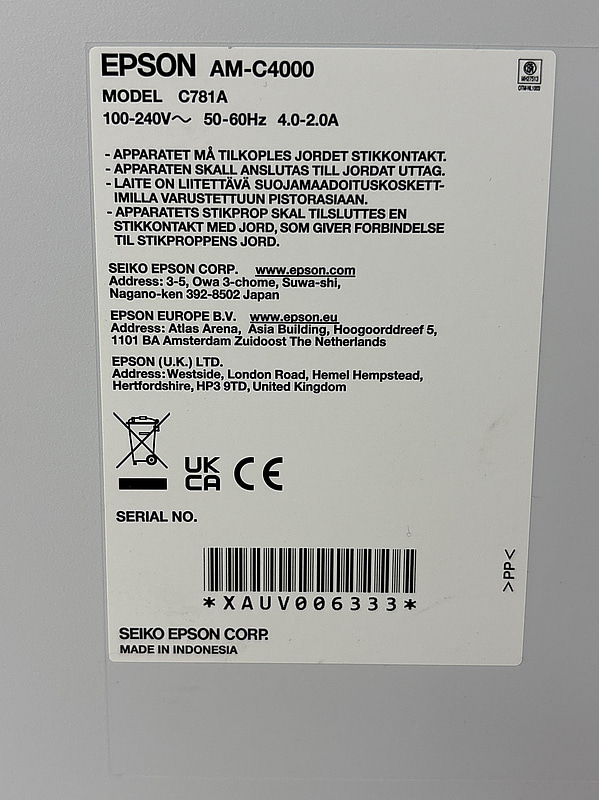 EPSON AM-C4000
MODEL C781A
100-240V～ 50-60Hz 4.0-2.0A
- APPARATET MÅ TILKOPLES JORDET STIKKONTAKT.
- APPARATEN SKALL ANSLUTAS TILL JORDAT UTTAG.
- LAITE ON LIITETTÄVÄ SUOJAMAADOITUSKOSKETT-
IMILLA VARUSTETTUUN PISTORASIAAN.
- APPARATETS STIKPROP SKAL TILSLUTTES EN
STIKKONTAKT MED JORD, SOM GIVER FORBINDELSE
TIL STIKPROPPENS JORD.
SEIKO EPSON CORP. www.epson.com
Address: 3-5, Owa 3-chome, Suwa-shi,
Nagano-ken 392-8502 Japan
EPSON EUROPE B.V. www.epson.eu
Address: Atlas Arena, Asia Building, Hoogoorddreef 5,
1101 BA Amsterdam Zuidoost The Netherlands
EPSON (U.K.) LTD.
Address: Westside, London Road, Hemel Hempstead,
Hertfordshire, HP3 9TD, United Kingdom
UK
CA CE
SERIAL NO.
*XAUV006333*
>PP<
SEIKO EPSON CORP.
MADE IN INDONESIA